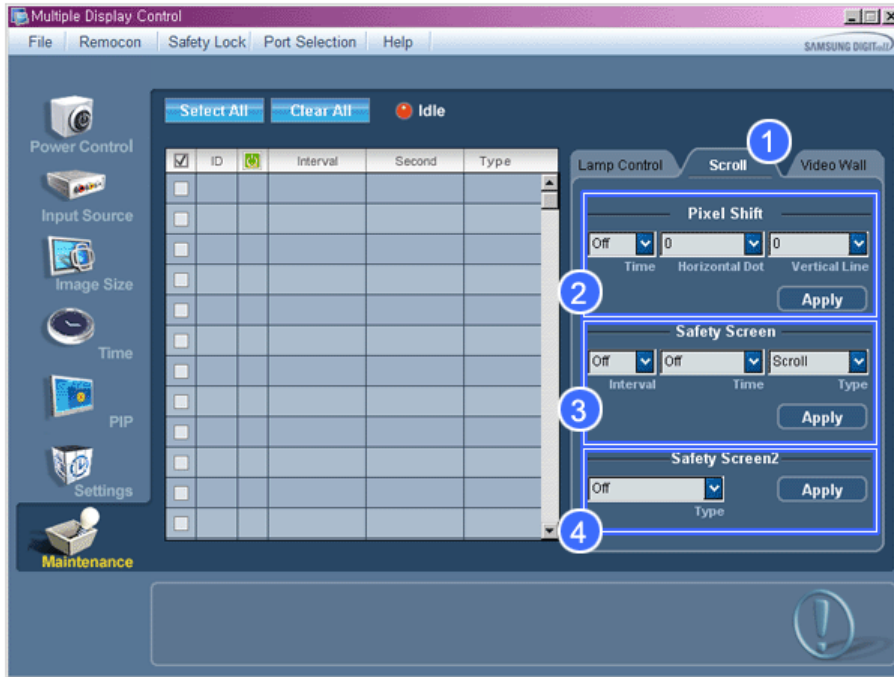 Multiple Display Control
File Remocon Safety Lock Port Selection Help
SAMSUNG DIGITall
Power Control
Input Source
Image Size
Time
PIP
Settings
Maintenance
Select All Clear All Idle
ID Interval Second Type
1
Lamp Control Scroll Video Wall
Pixel Shift
Off 0 0
Time Horizontal Dot Vertical Line
2
Apply
Safety Screen
Off Off Scroll
Interval Time Type
3
Apply
Safety Screen2
Off Apply
Type
4